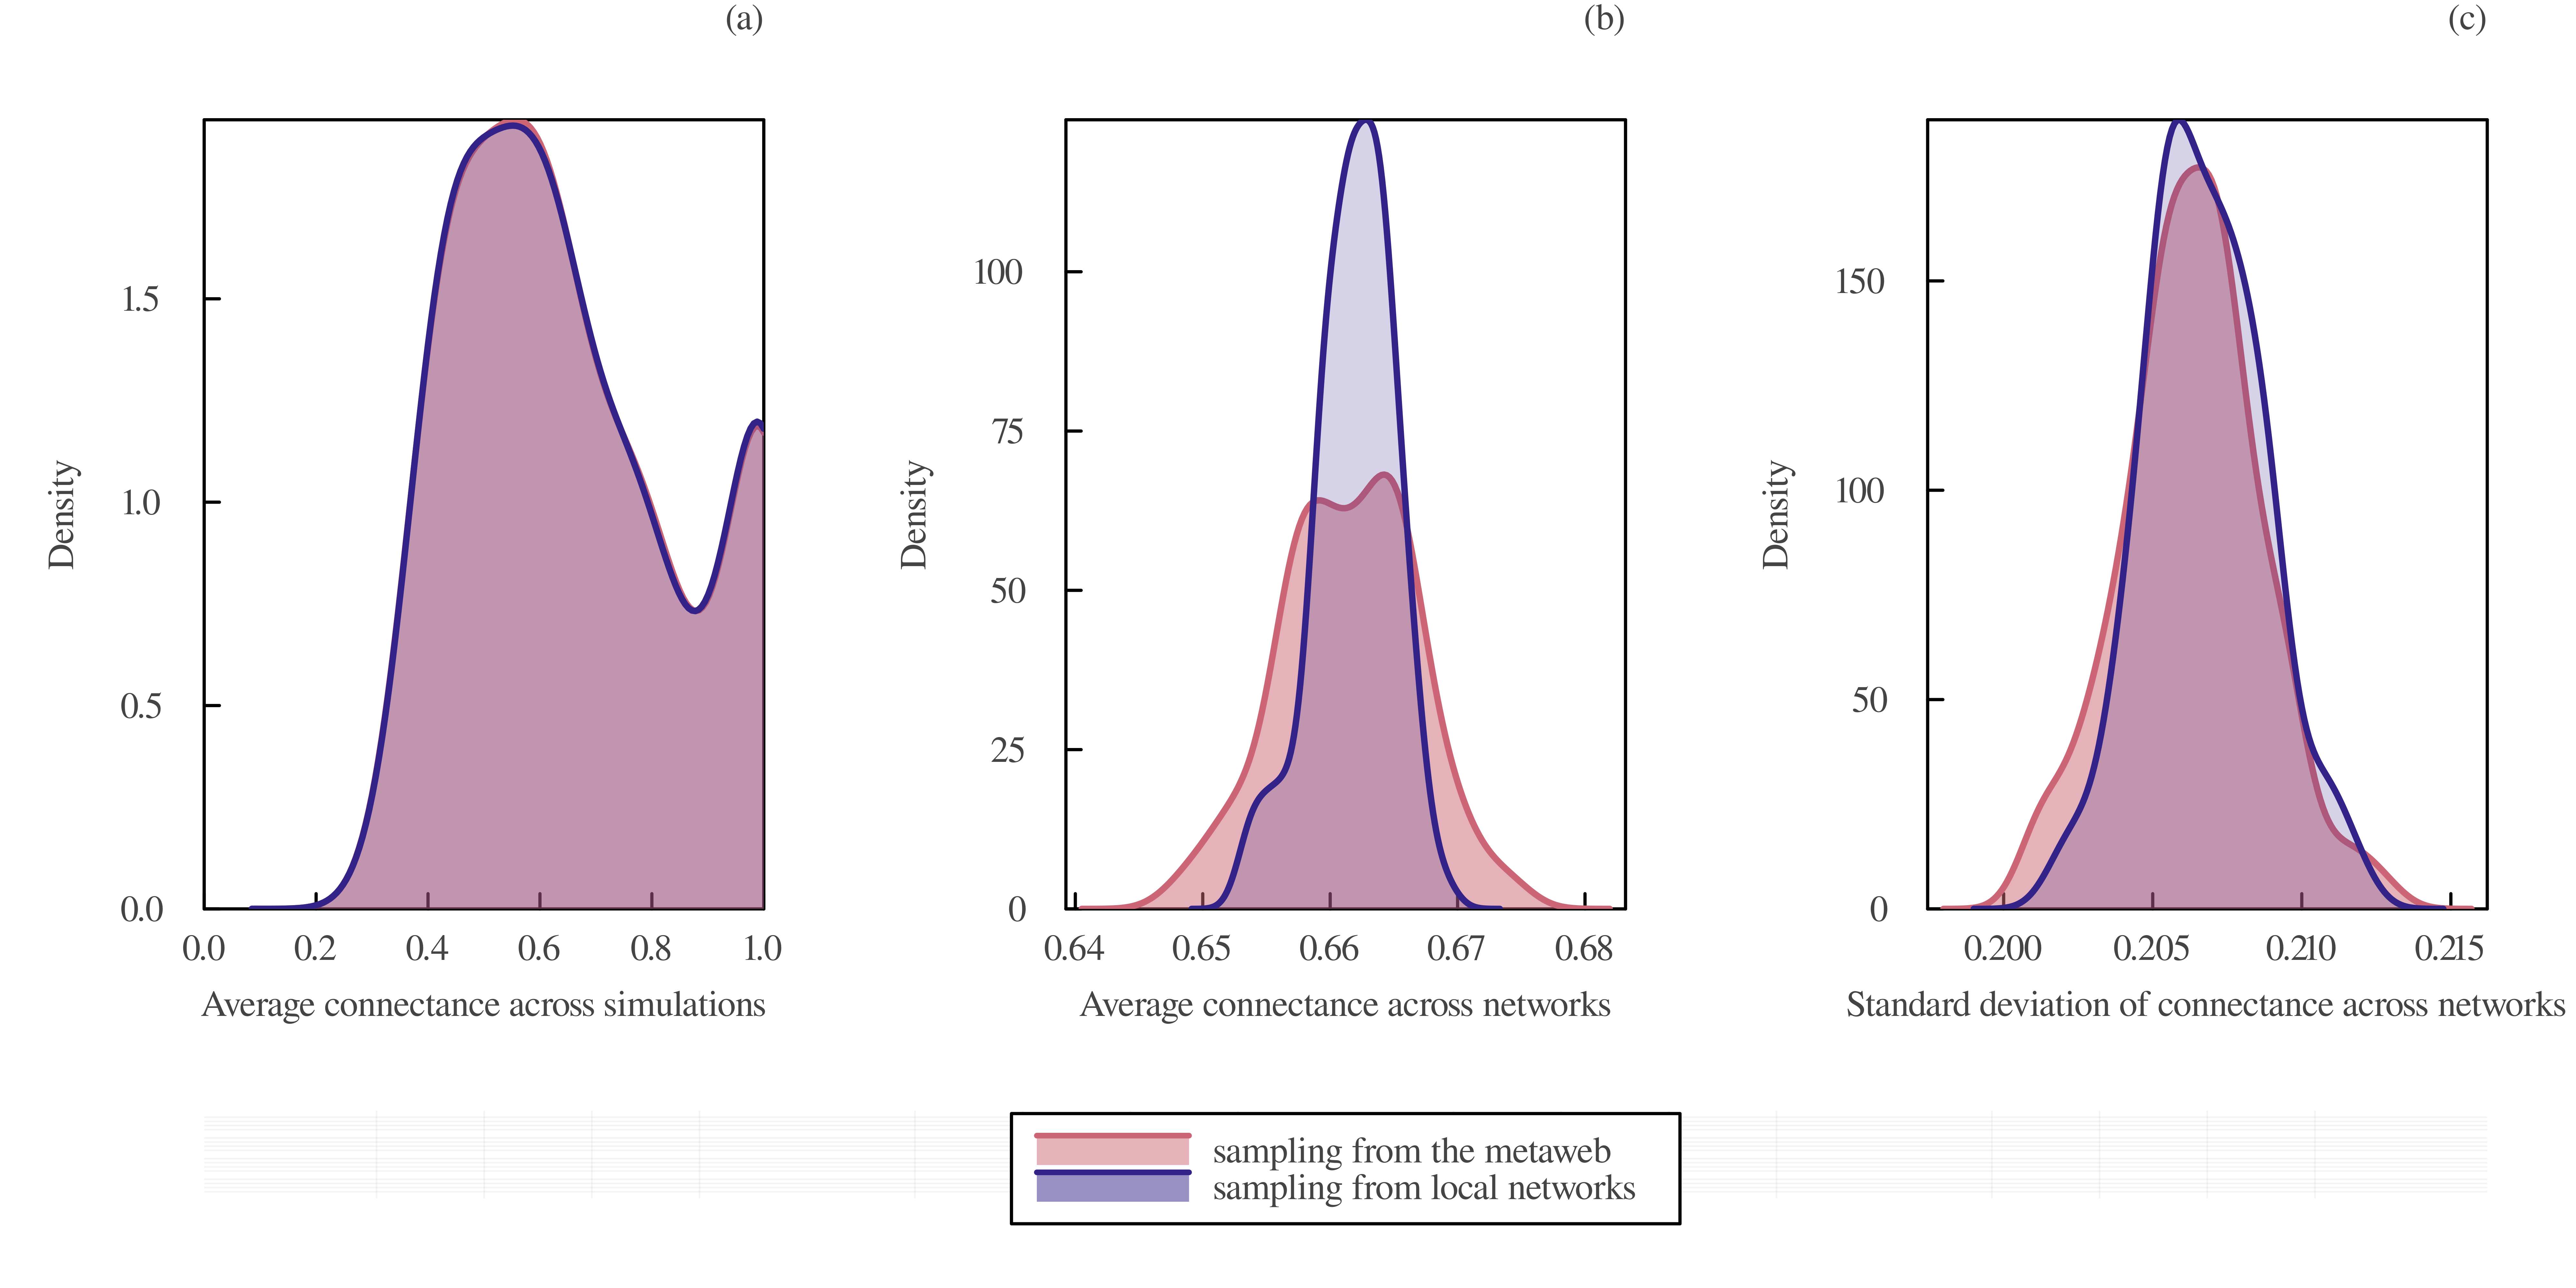 (a)
(b)
(c)
Density
1.5
1.0
0.5
0.0
0.0 0.2 0.4 0.6 0.8 1.0
Average connectance across simulations
Density
100
75
50
25
0
0.64 0.65 0.66 0.67 0.68
Average connectance across networks
Density
150
100
50
0
0.200 0.205 0.210 0.215
Standard deviation of connectance across networks
sampling from the metaweb
sampling from local networks